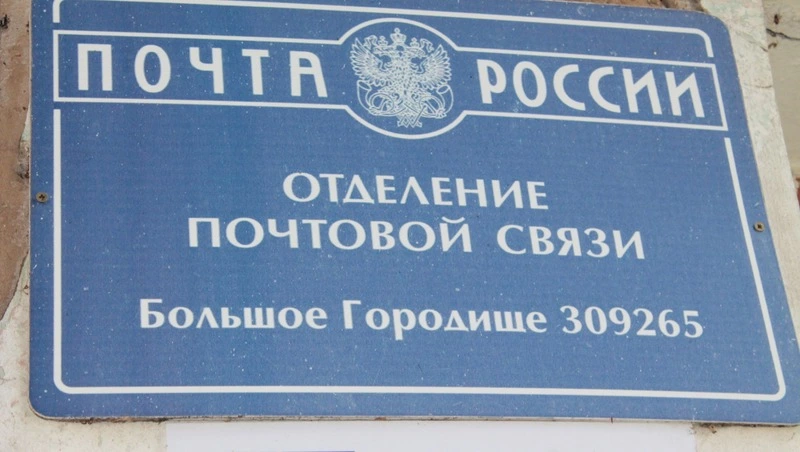 ПОЧТА РОССИИ
ОТДЕЛЕНИЕ
ПОЧТОВОЙ СВЯЗИ
Большое Городище 309265